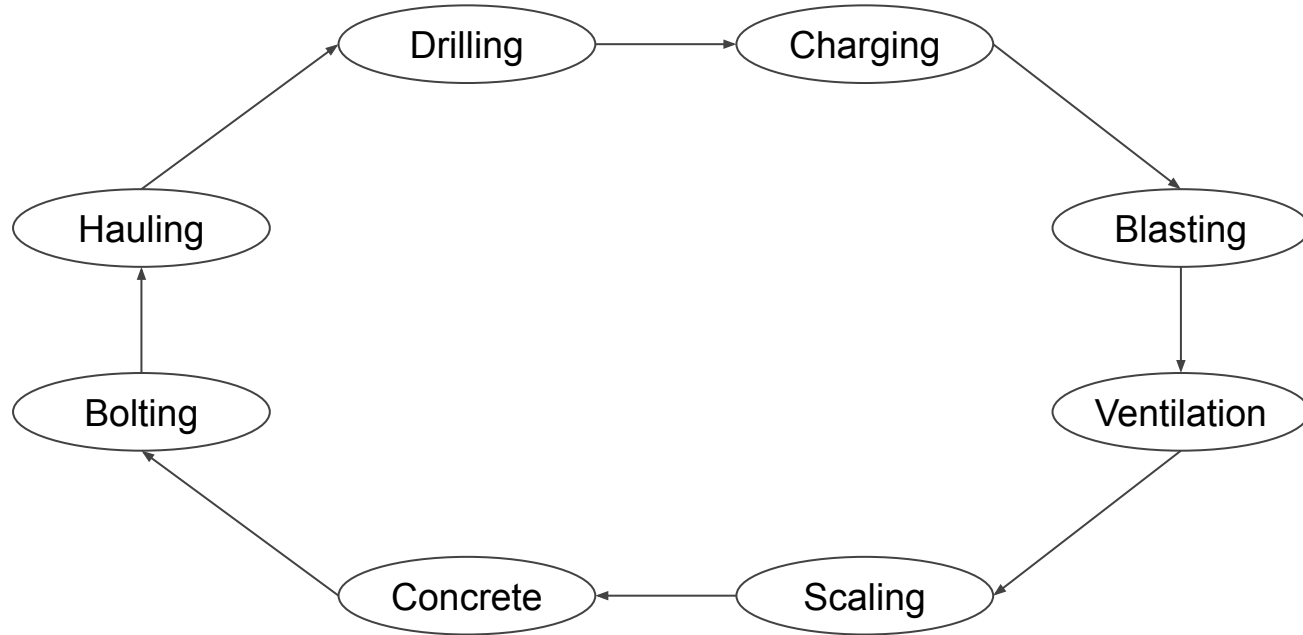 Drilling
Charging
Hauling
Blasting
Bolting
Ventilation
Concrete
Scaling